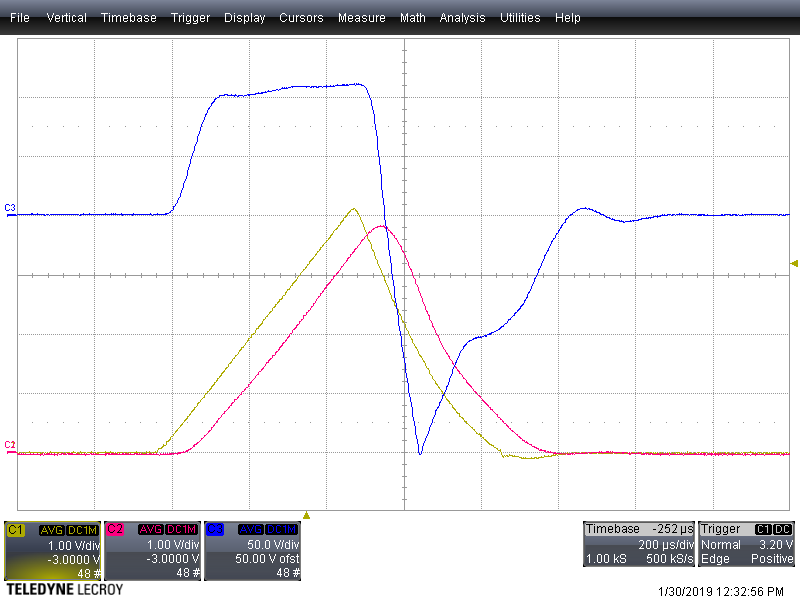 File Vertical Timebase Trigger Display Cursors Measure Math Analysis Utilities Help
C3
C2
C1 AVG DC1M
1.00 V/div
-3.0000 V
48 #
C2 AVG DC1M
1.00 V/div
-3.0000 V
48 #
C3 AVG DC1M
50.0 V/div
50.00 V ofst
48 #
Timebase -252 µs
200 µs/div
1.00 kS 500 kS/s
Trigger C1 DC
Normal 3.20 V
Edge Positive
TELEDYNE LECROY
1/30/2019 12:32:56 PM